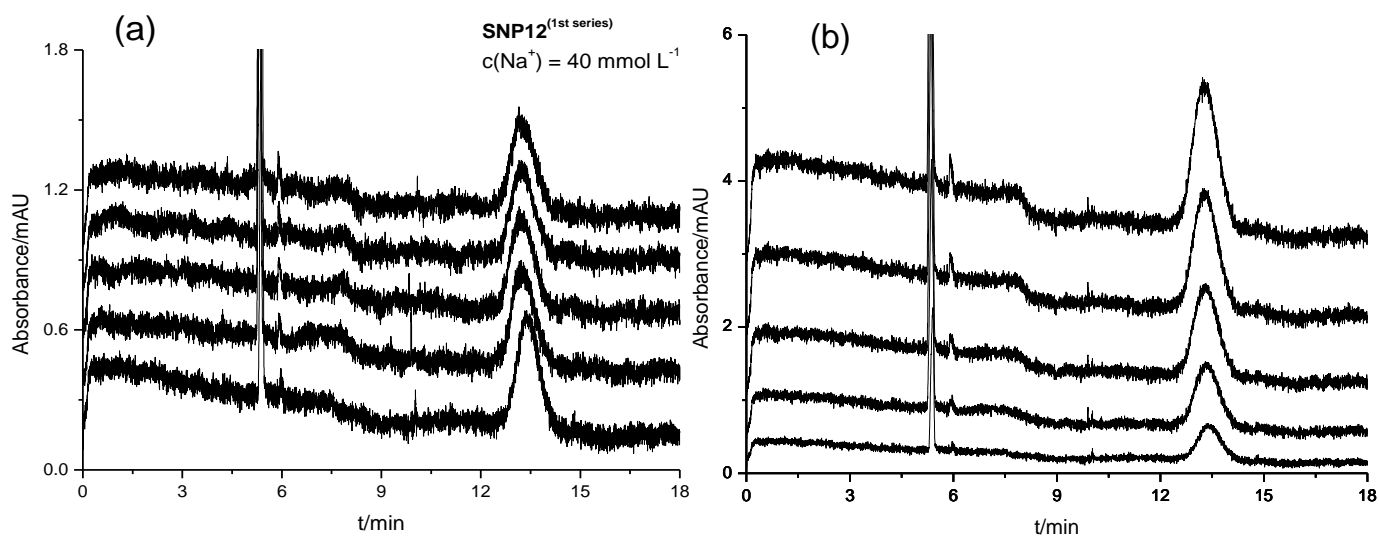 (a)
SNP12(1st series)
c(Na+) = 40 mmol L-1
1.8
1.2
0.6
0.0
Absorbance/mAU
0 3 6 9 12 15 18
t/min
(b)
6
4
2
0
Absorbance/mAU
0 3 6 9 12 15 18
t/min